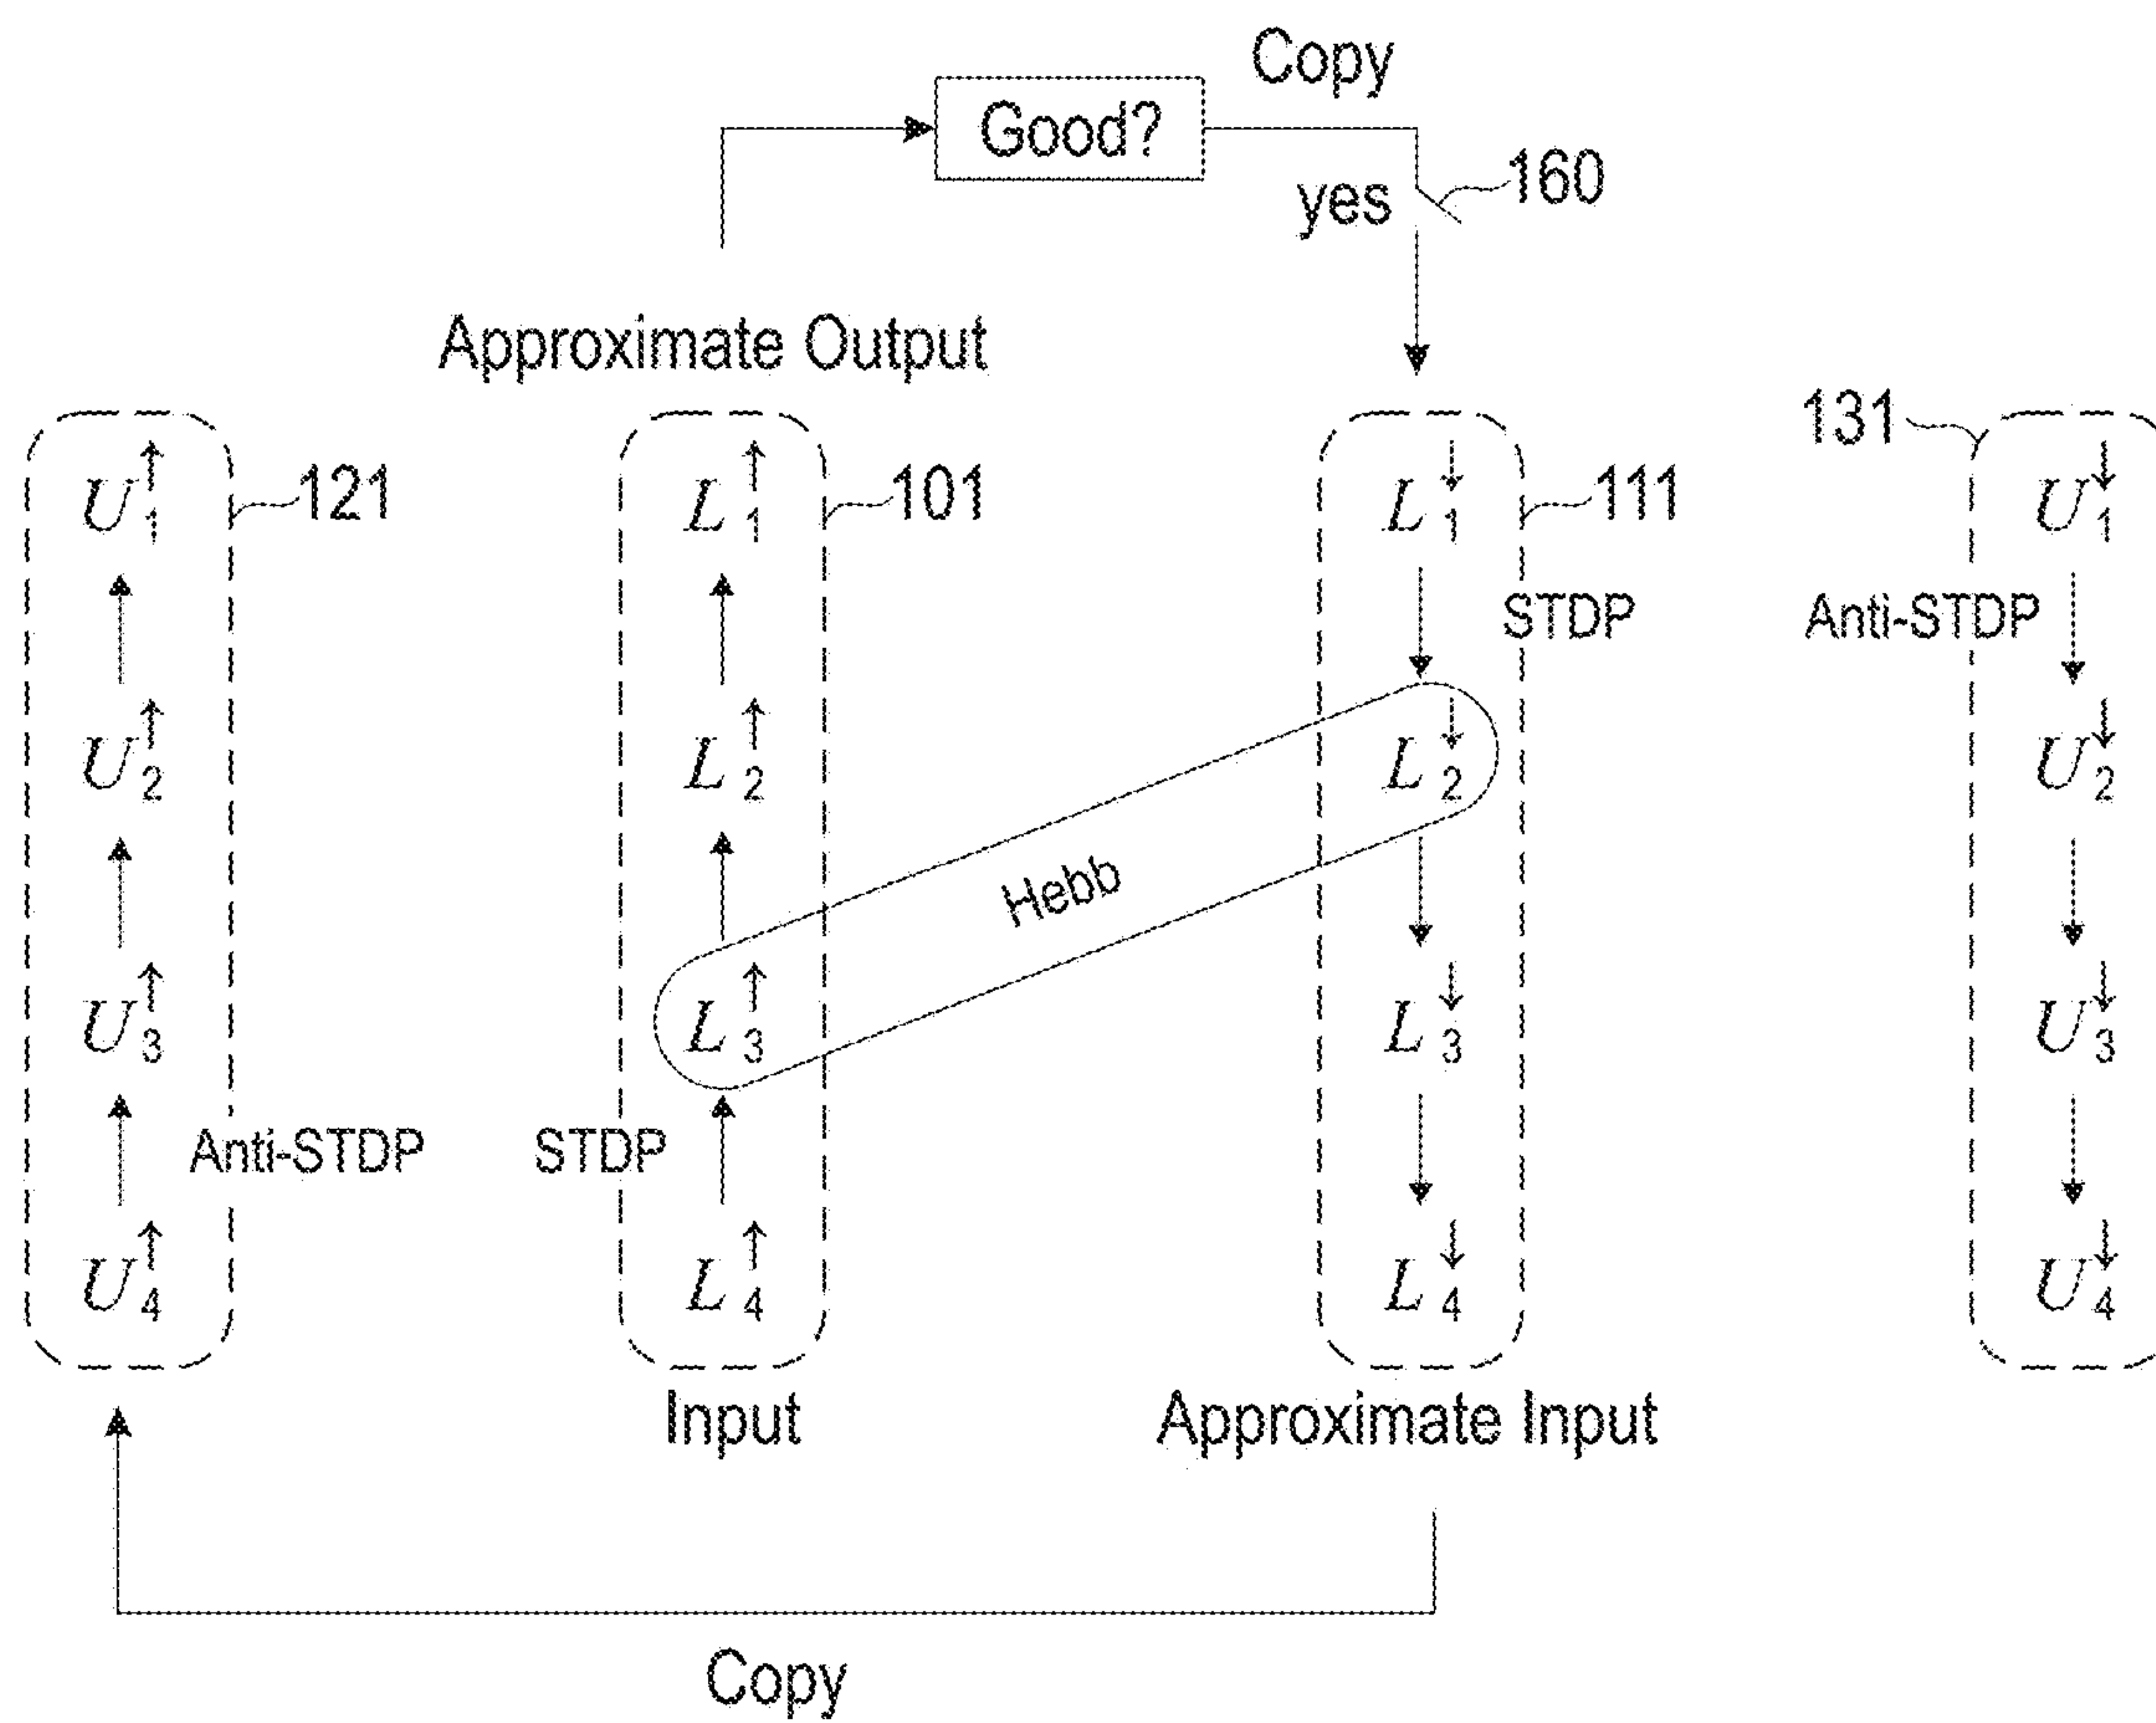 Copy
Good?
yes
160
Approximate Output
131
U↑1
121
L↑1
101
L↓1
111
U↓1
STDP
Anti-STDP
U↑2
L↑2
L↓2
U↓2
Hebb
U↑3
L↑3
L↓3
U↓3
Anti-STDP
STDP
U↑4
L↑4
L↓4
U↓4
Input
Approximate Input
Copy